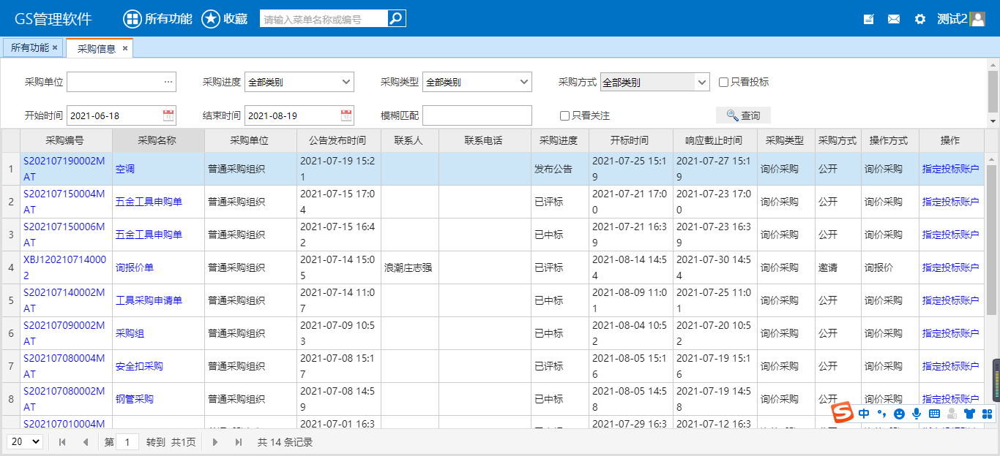 GS管理软件 所有功能 收藏 请输入菜单名称或编号 测试2
所有功能 × 采购信息 ×
采购单位 ... 采购进度 全部类别 采购类型 全部类别 采购方式 全部类别 只看投标
开始时间 2021-06-18 结束时间 2021-08-19 模糊匹配 只看关注 查询
采购编号 采购名称 采购单位 公告发布时间 联系人 联系电话 采购进度 开标时间 响应截止时间 采购类型 采购方式 操作方式 操作
1 S202107190002MAT 空调 普通采购组织 2021-07-19 15:21 发布公告 2021-07-25 15:19 2021-07-27 15:19 询价采购 公开 询价采购 指定投标账户
2 S202107150004MAT 五金工具申购单 普通采购组织 2021-07-15 17:04 已评标 2021-07-21 17:00 2021-07-23 17:00 询价采购 公开 询价采购 指定投标账户
3 S202107150006MAT 五金工具申购单 普通采购组织 2021-07-15 16:42 已中标 2021-07-21 16:39 2021-07-23 16:39 询价采购 公开 询价采购 指定投标账户
4 XBJ1202107140002 询报价单 普通采购组织 2021-07-14 15:05 浪潮庄志强 已评标 2021-08-14 14:54 2021-07-30 14:54 询价采购 邀请 询报价 指定投标账户
5 S202107140002MAT 工具采购申请单 普通采购组织 2021-07-14 11:07 已中标 2021-08-09 11:01 2021-07-25 11:01 询价采购 公开 询价采购 指定投标账户
6 S202107090002MAT 采购组 普通采购组织 2021-07-09 10:53 已中标 2021-08-04 10:52 2021-07-20 10:52 询价采购 公开 询价采购 指定投标账户
7 S202107080004MAT 安全扣采购 普通采购组织 2021-07-08 15:17 已评标 2021-08-05 15:16 2021-07-19 15:16 询价采购 公开 询价采购 指定投标账户
8 S202107080002MAT 钢管采购 普通采购组织 2021-07-08 14:59 已中标 2021-08-05 14:58 2021-07-19 14:58 询价采购 公开 询价采购 指定投标账户
S202107010004M 2021-07-01 16:3 2021-07-29 16:3 2021-07-12 16:3
S 中
20 第 1 转到 共1页 共 14 条记录